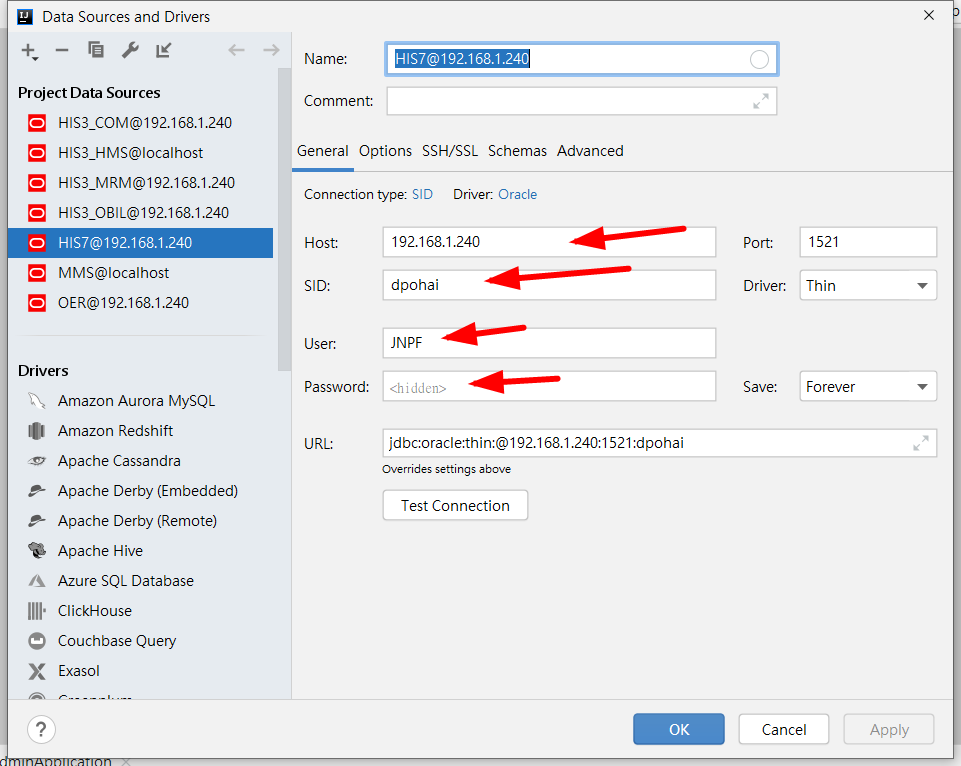 Data Sources and Drivers
Name: HIS7@192.168.1.240
Comment:
Project Data Sources
HIS3_COM@192.168.1.240
HIS3_HMS@localhost
HIS3_MRM@192.168.1.240
HIS3_OBIL@192.168.1.240
HIS7@192.168.1.240
MMS@localhost
OER@192.168.1.240
Drivers
Amazon Aurora MySQL
Amazon Redshift
Apache Cassandra
Apache Derby (Embedded)
Apache Derby (Remote)
Apache Hive
Azure SQL Database
ClickHouse
Couchbase Query
Exasol
Greenplum
General Options SSH/SSL Schemas Advanced
Connection type: SID Driver: Oracle
Host: 192.168.1.240 Port: 1521
SID: dpohai Driver: Thin
User: JNPF
Password: <hidden> Save: Forever
URL: jdbc:oracle:thin:@192.168.1.240:1521:dpohai
Overrides settings above
Test Connection
? OK Cancel Apply
dminApplication